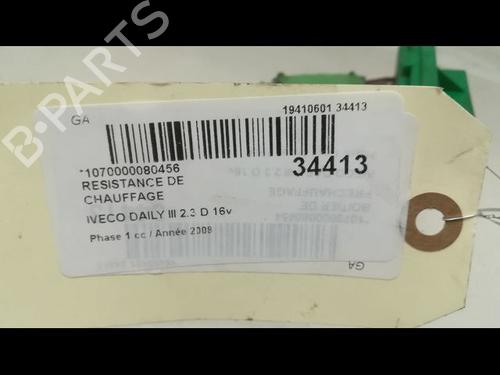 B-PARTS
GA
19410601 34413
*1070000080456
34413
RESISTANCE DE
CHAUFFAGE
IVECO DAILY III 2.3 D 16v
Phase 1 cc / Année 2008
GA